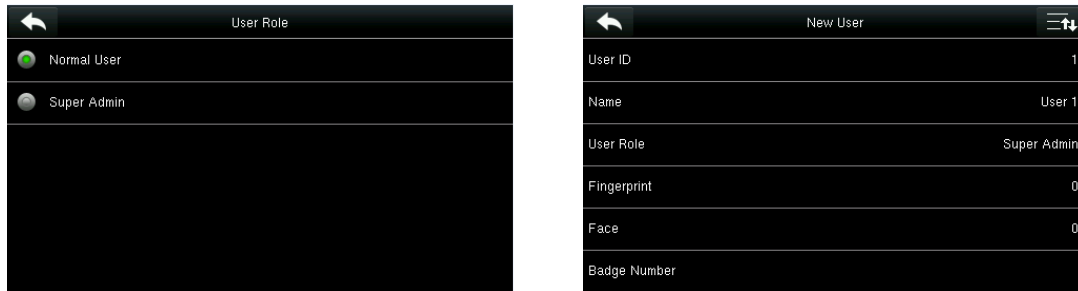 User Role
Normal User
Super Admin
New User
User ID 1
Name User 1
User Role Super Admin
Fingerprint 0
Face 0
Badge Number